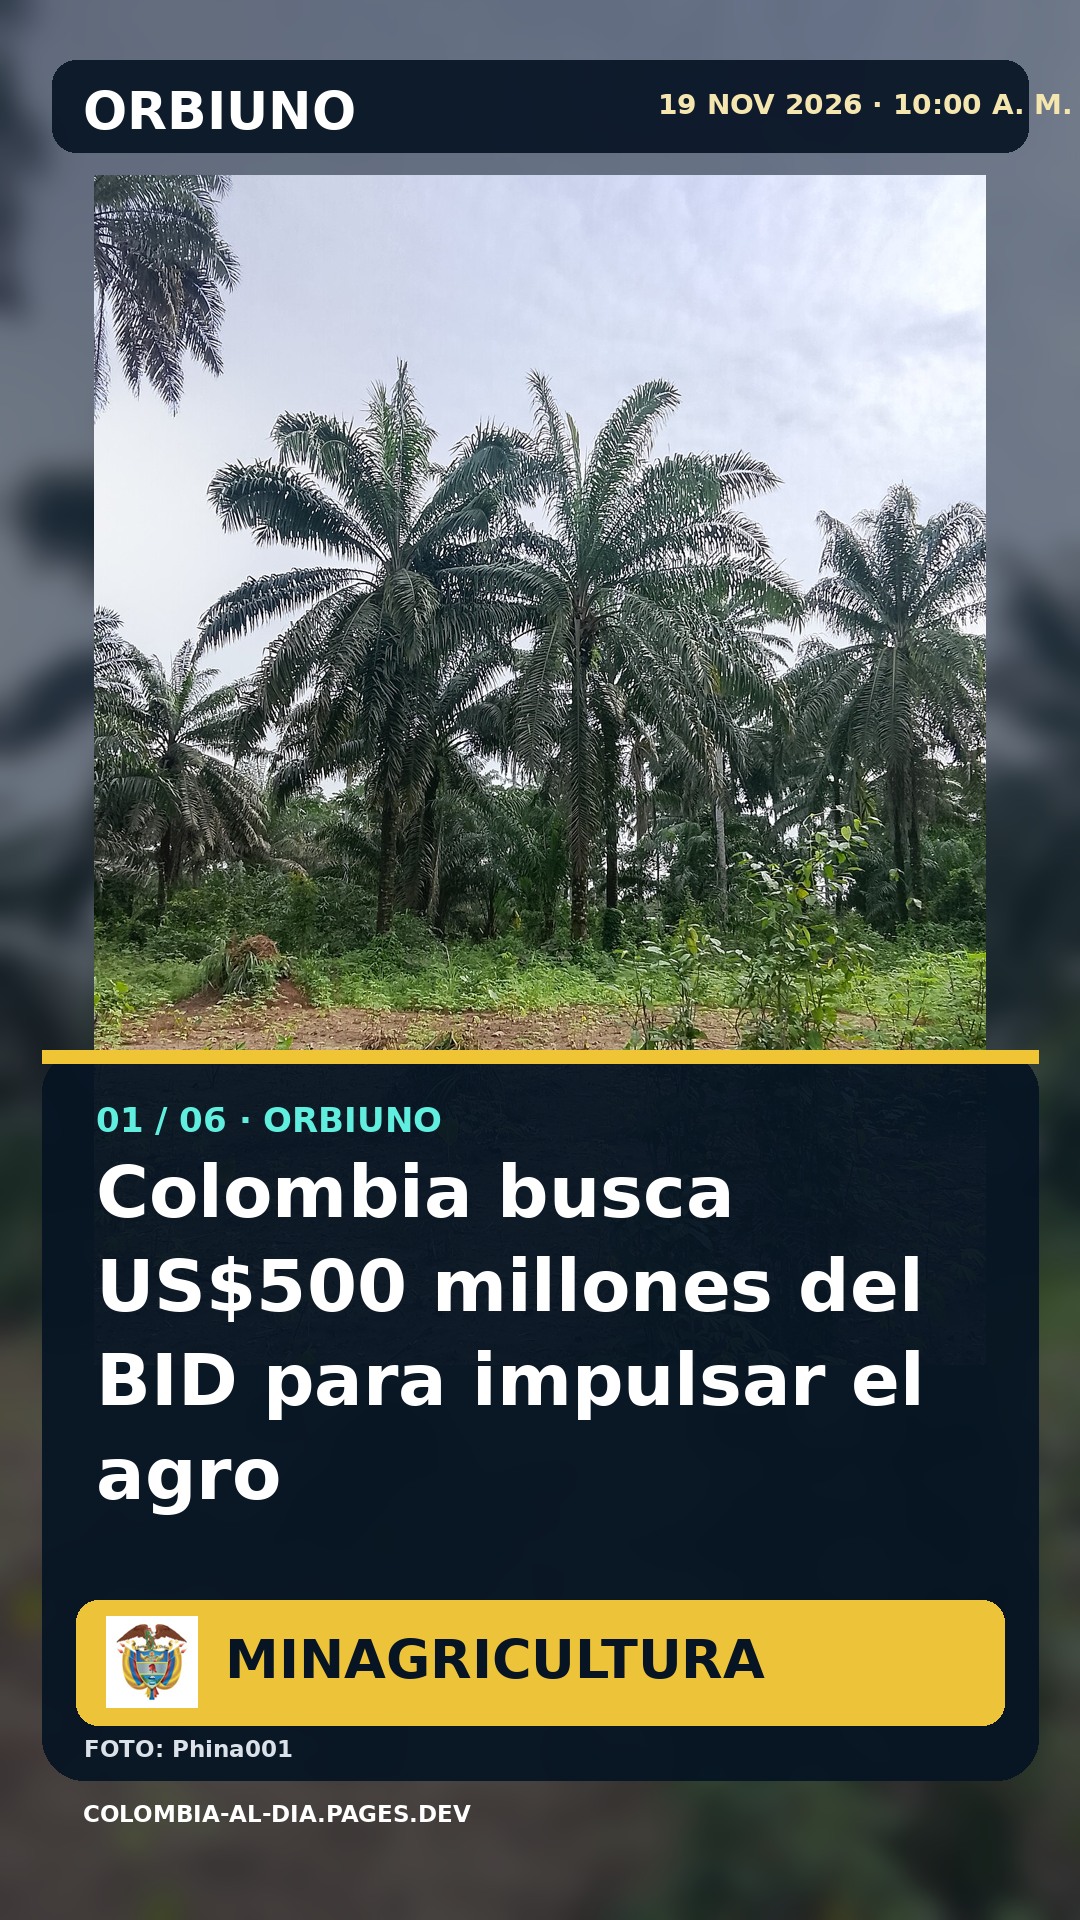 ORBIUNO
19 NOV 2026 · 10:00 A. M.
01 / 06 · ORBIUNO
Colombia busca
US$500 millones del
BID para impulsar el
agro
MINAGRICULTURA
FOTO: Phina001
COLOMBIA-AL-DIA.PAGES.DEV